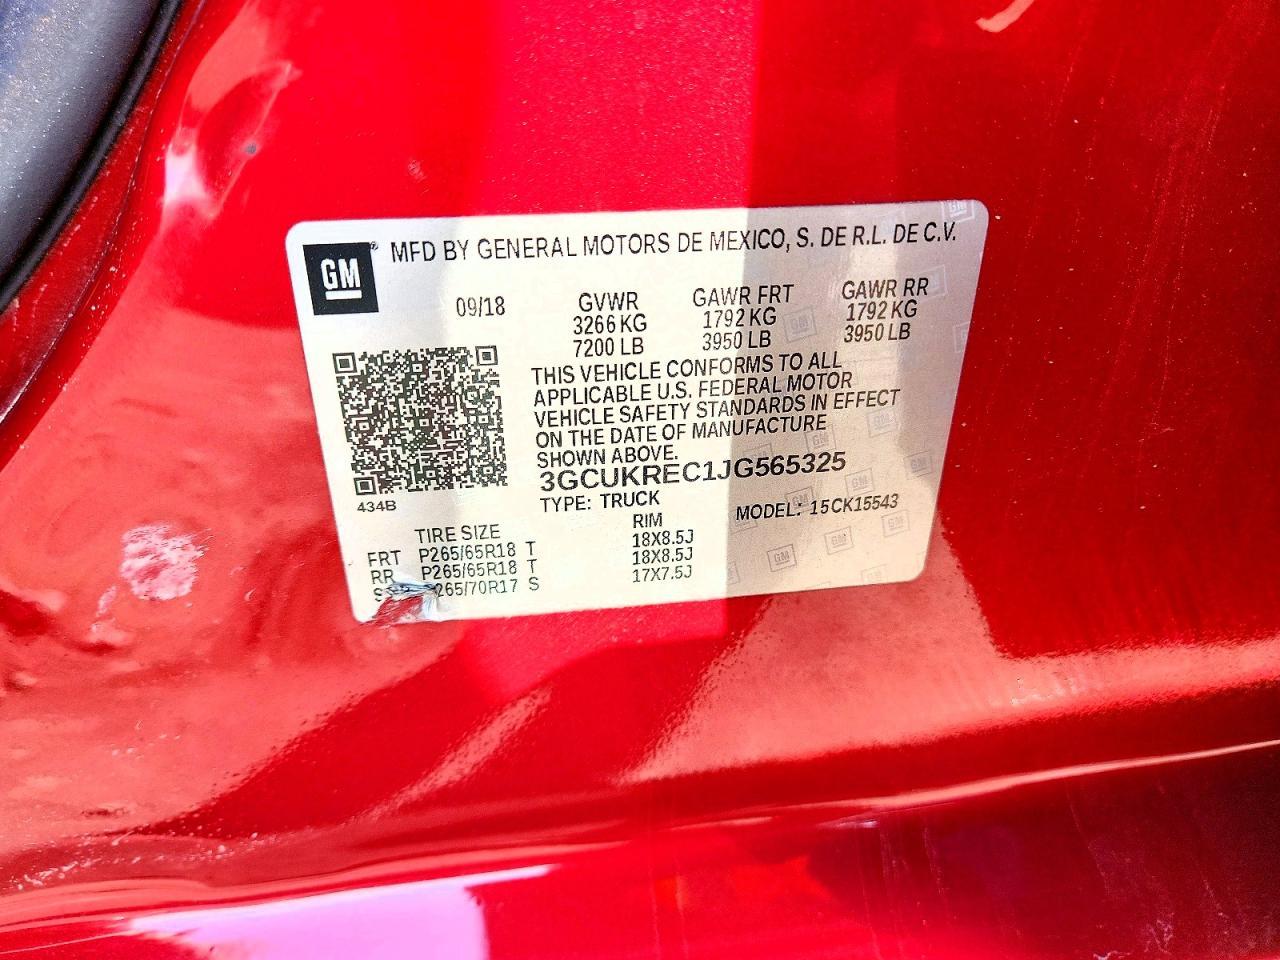 GM® MFD BY GENERAL MOTORS DE MEXICO, S. DE R.L. DE C.V.
09/18 GVWR GAWR FRT GAWR RR
3266 KG 1792 KG 1792 KG
7200 LB 3950 LB 3950 LB
THIS VEHICLE CONFORMS TO ALL
APPLICABLE U.S. FEDERAL MOTOR
VEHICLE SAFETY STANDARDS IN EFFECT
ON THE DATE OF MANUFACTURE
SHOWN ABOVE.
3GCUKREC1JG565325
434B TYPE: TRUCK MODEL: 15CK15543
TIRE SIZE RIM
FRT P265/65R18 T 18X8.5J
RR P265/65R18 T 18X8.5J
265/70R17 S 17X7.5J